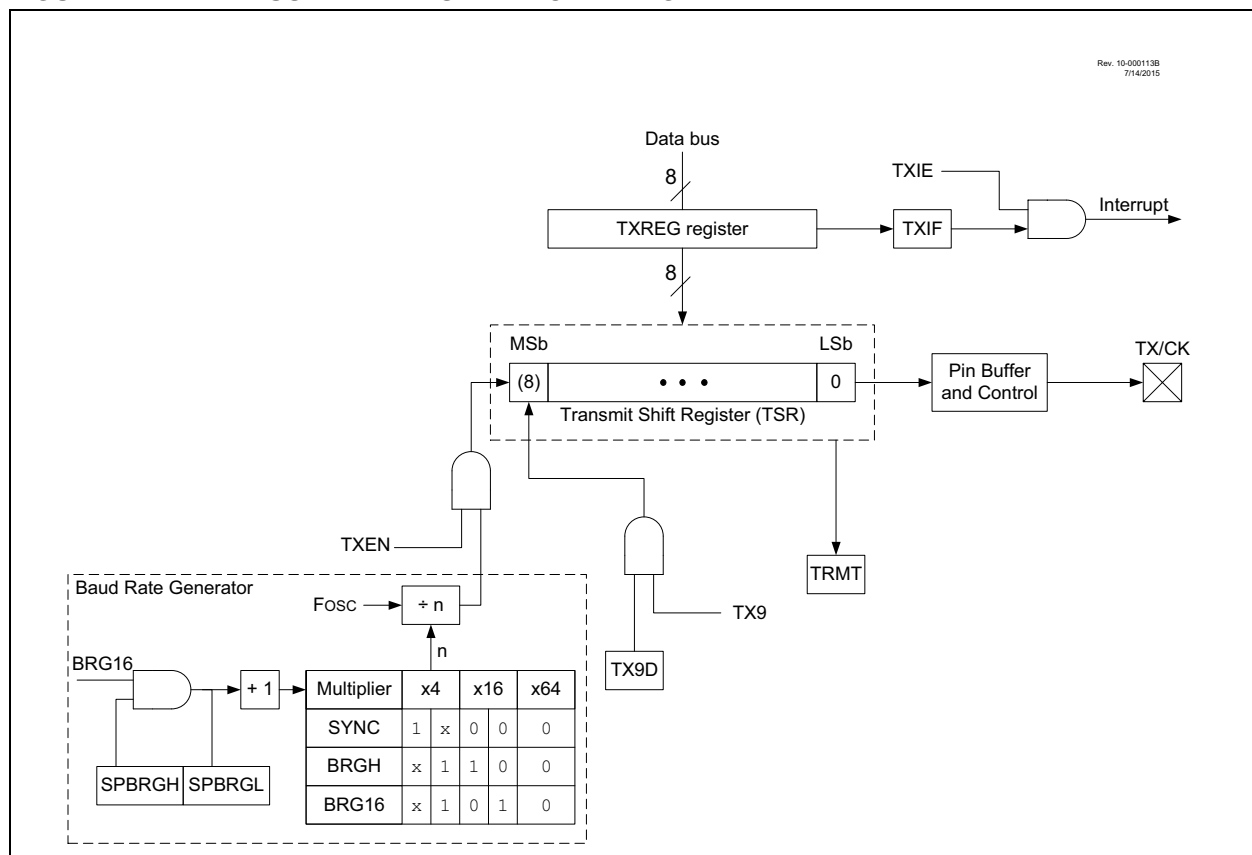 Rev. 10-000113B
7/14/2015
Data bus
8
TXIE
Interrupt
TXREG register
TXIF
8
MSb
LSb
TX/CK
(8)
• • •
0
Pin Buffer
and Control
Transmit Shift Register (TSR)
TXEN
TRMT
Baud Rate Generator
FOSC
÷ n
TX9
n
BRG16
TX9D
+ 1
Multiplier x4 x16 x64
SYNC 1 x 0 0 0
BRGH x 1 1 0 0
BRG16 x 1 0 1 0
SPBRGH SPBRGL